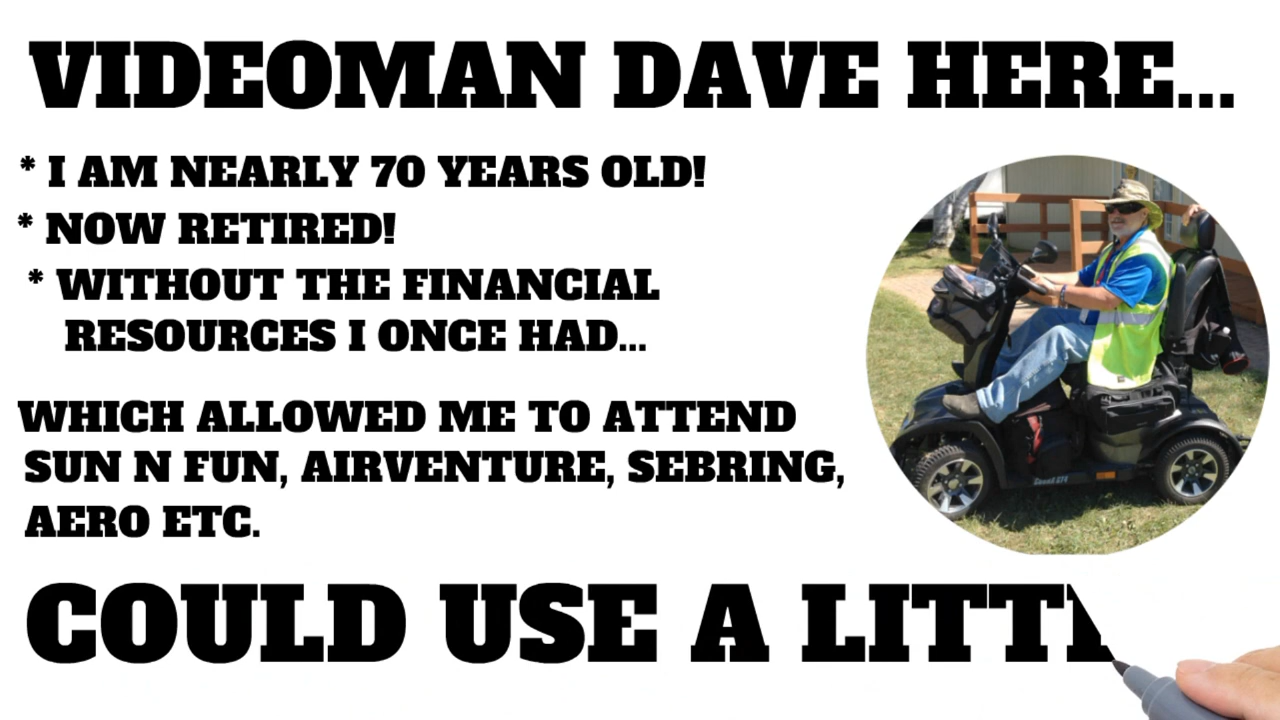 VIDEOMAN DAVE HERE...
* I AM NEARLY 70 YEARS OLD!
* NOW RETIRED!
* WITHOUT THE FINANCIAL
RESOURCES I ONCE HAD...
WHICH ALLOWED ME TO ATTEND
SUN N FUN, AIRVENTURE, SEBRING,
AERO ETC.
COULD USE A LITT